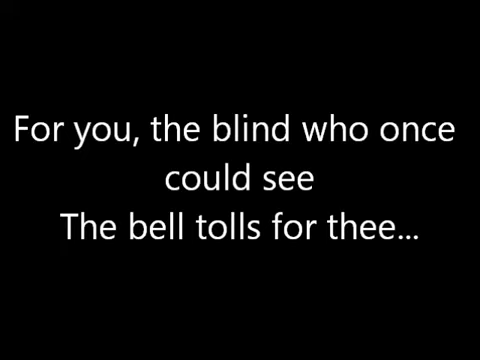 For you, the blind who once
could see
The bell tolls for thee...